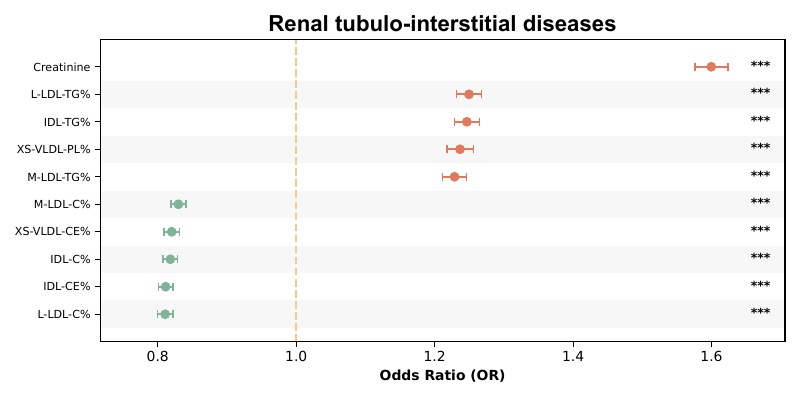 Renal tubulo-interstitial diseases
Creatinine ***
L-LDL-TG% ***
IDL-TG% ***
XS-VLDL-PL% ***
M-LDL-TG% ***
M-LDL-C% ***
XS-VLDL-CE% ***
IDL-C% ***
IDL-CE% ***
L-LDL-C% ***
0.8 1.0 1.2 1.4 1.6
Odds Ratio (OR)